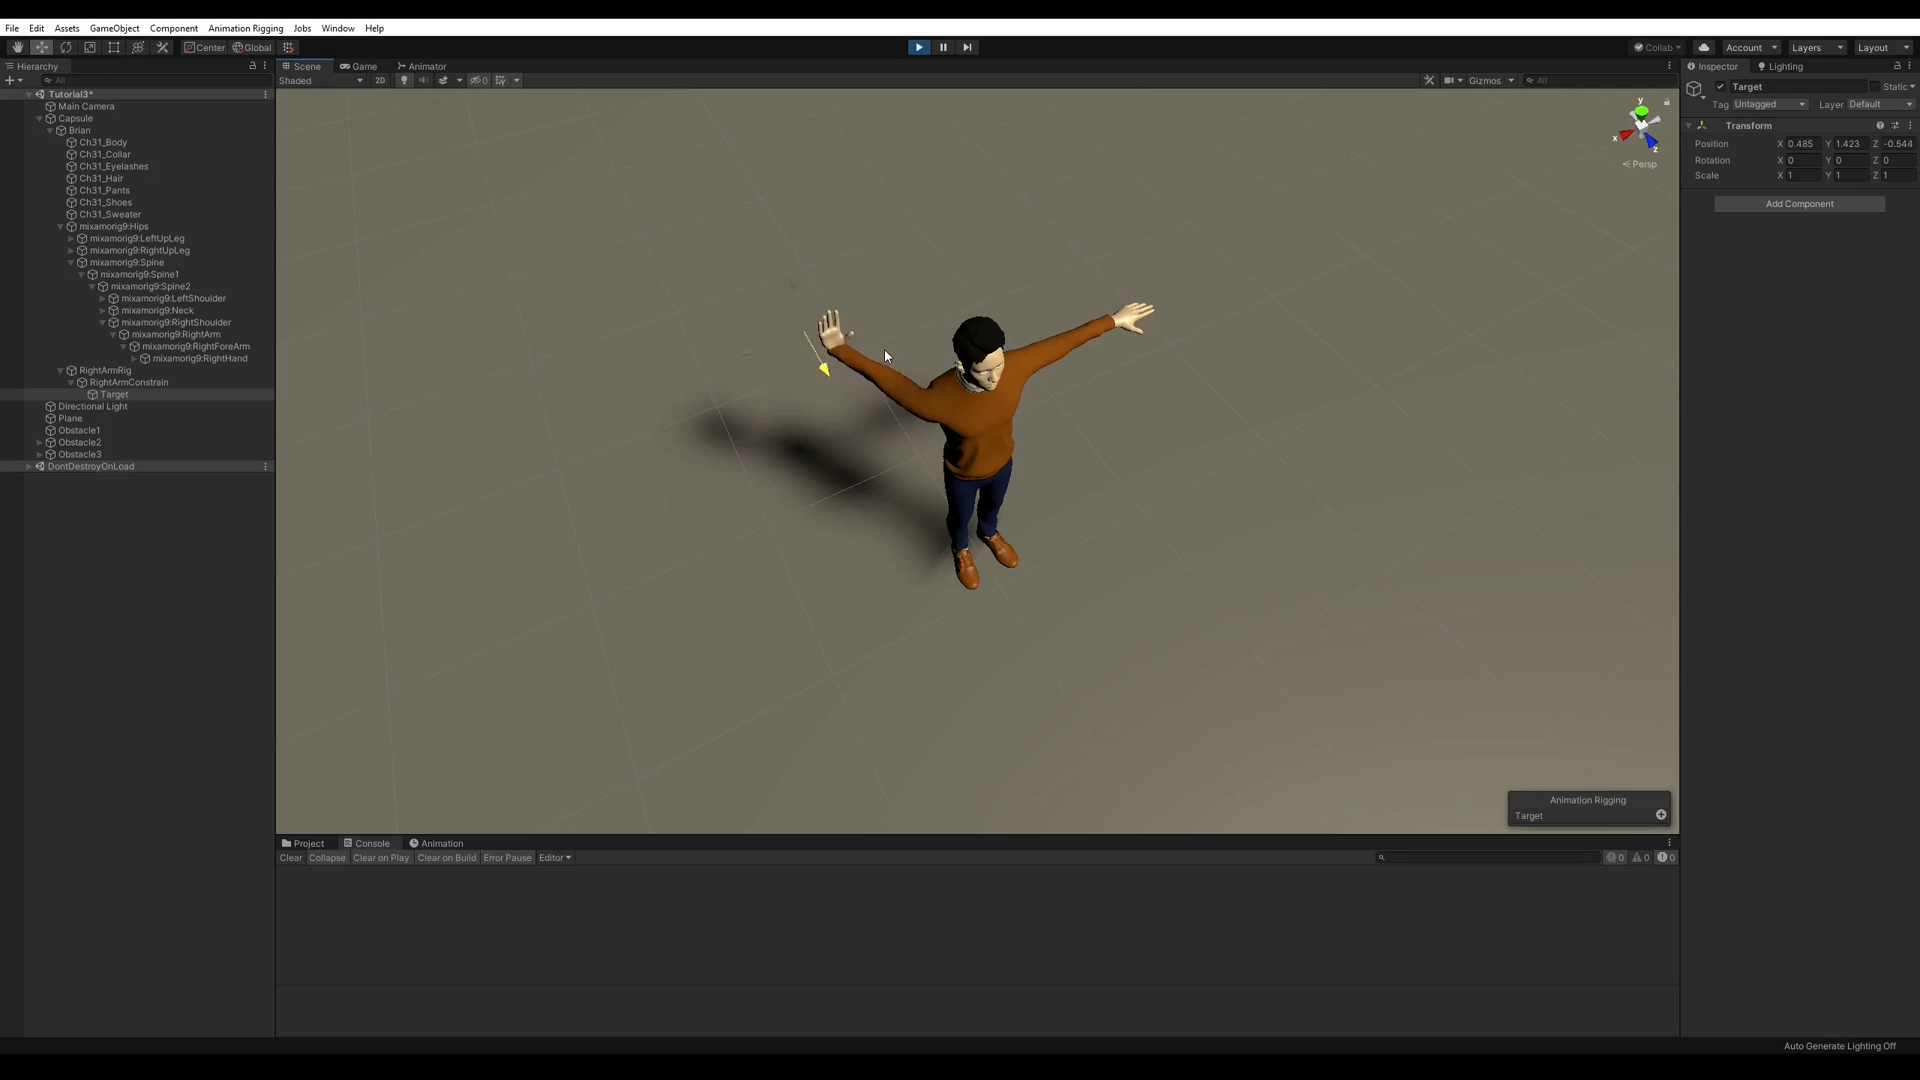 File Edit Assets GameObject Component Animation Rigging Jobs Window Help
Center Global Collab Account Layers Layout
Hierarchy
All
Tutorial3*
Main Camera
Capsule
Brian
Ch31_Body
Ch31_Collar
Ch31_Eyelashes
Ch31_Hair
Ch31_Pants
Ch31_Shoes
Ch31_Sweater
mixamorig9:Hips
mixamorig9:LeftUpLeg
mixamorig9:RightUpLeg
mixamorig9:Spine
mixamorig9:Spine1
mixamorig9:Spine2
mixamorig9:LeftShoulder
mixamorig9:Neck
mixamorig9:RightShoulder
mixamorig9:RightArm
mixamorig9:RightForeArm
mixamorig9:RightHand
RightArmRig
RightArmConstrain
Target
Directional Light
Plane
Obstacle1
Obstacle2
Obstacle3
DontDestroyOnLoad
Scene Game Animator
Shaded 2D 0 Gizmos All
y
x
z
Persp
Animation Rigging
Target
Project Console Animation
Clear Collapse Clear on Play Clear on Build Error Pause Editor 0 0 0
Inspector Lighting
Target Static
Tag Untagged Layer Default
Transform
Position X 0.485 Y 1.423 Z -0.544
Rotation X 0 Y 0 Z 0
Scale X 1 Y 1 Z 1
Add Component
Auto Generate Lighting Off